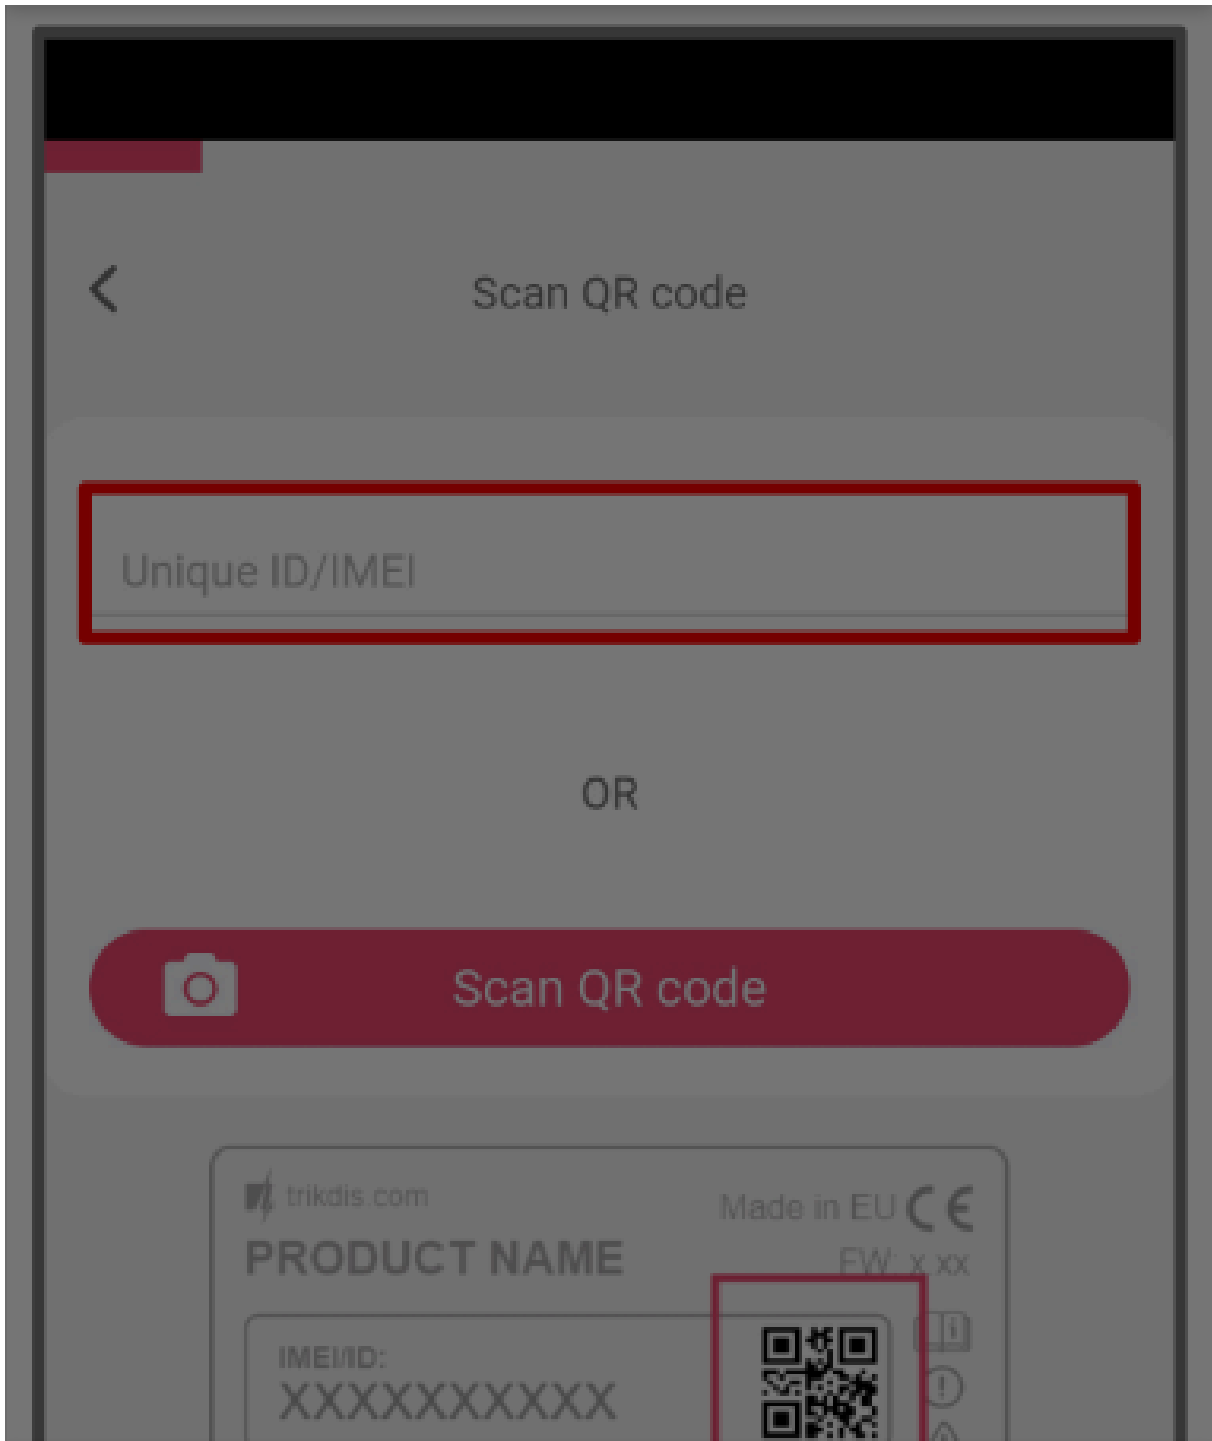 Scan QR code
Unique ID/IMEI
OR
Scan QR code
trikdis.com
Made in EU CE
PRODUCT NAME
FW: x.xx
IMEI/ID:
XXXXXXXXXX